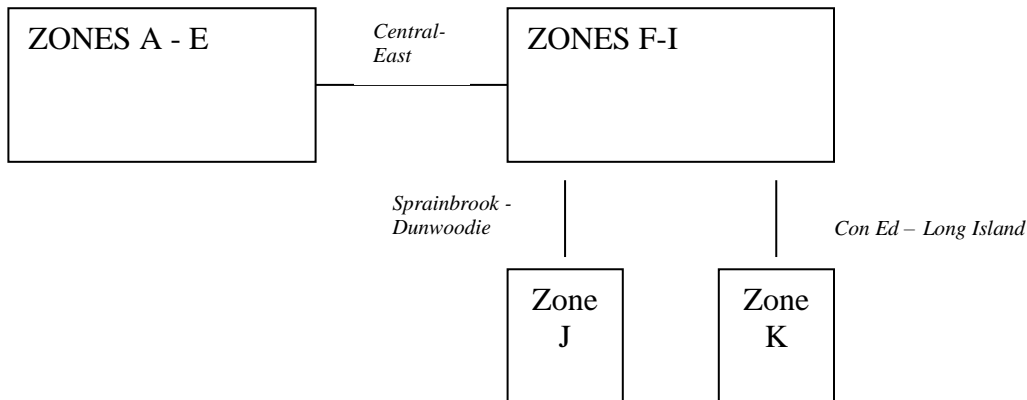 ZONES A - E
Central-
East
ZONES F-I
Sprainbrook -
Dunwoodie
Con Ed – Long Island
Zone
J
Zone
K